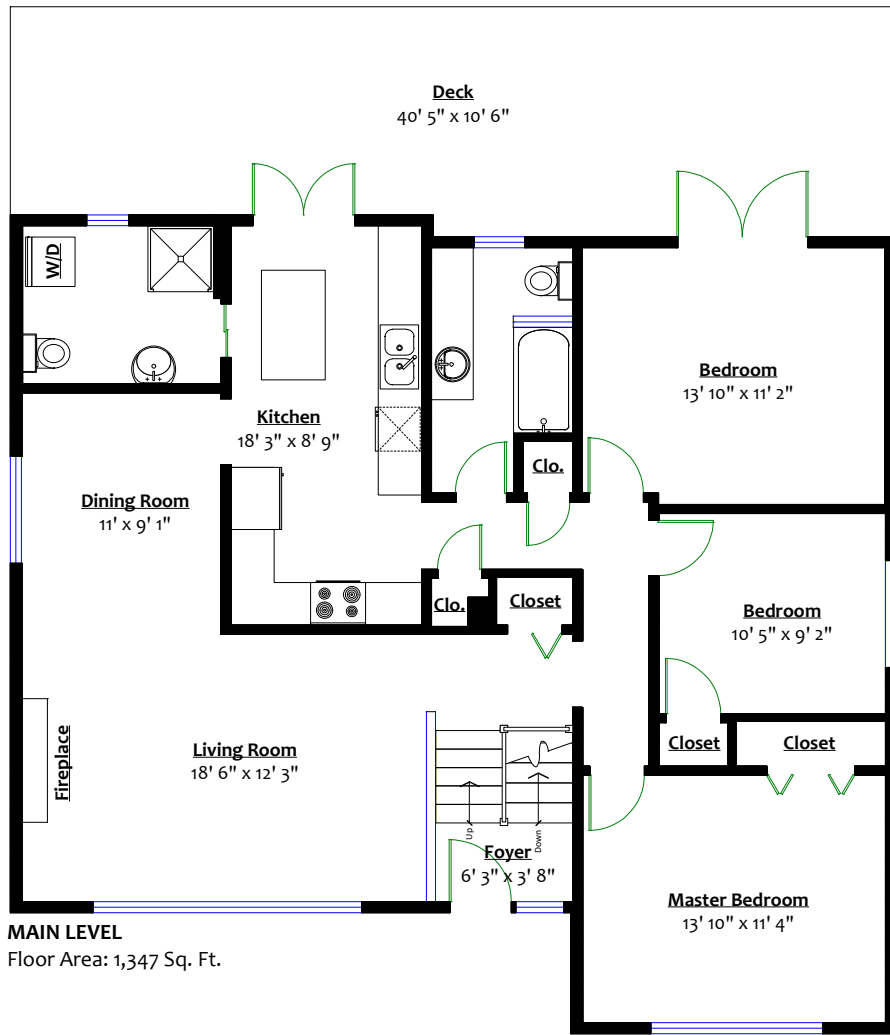 Deck
40' 5" x 10' 6"
W/D
Bedroom
13' 10" x 11' 2"
Kitchen
18' 3" x 8' 9"
Clo.
Dining Room
11' x 9' 1"
Clo.
Closet
Bedroom
10' 5" x 9' 2"
Fireplace
Living Room
18' 6" x 12' 3"
Closet
Closet
Up
Down
Foyer
6' 3" x 3' 8"
Master Bedroom
13' 10" x 11' 4"
MAIN LEVEL
Floor Area: 1,347 Sq. Ft.